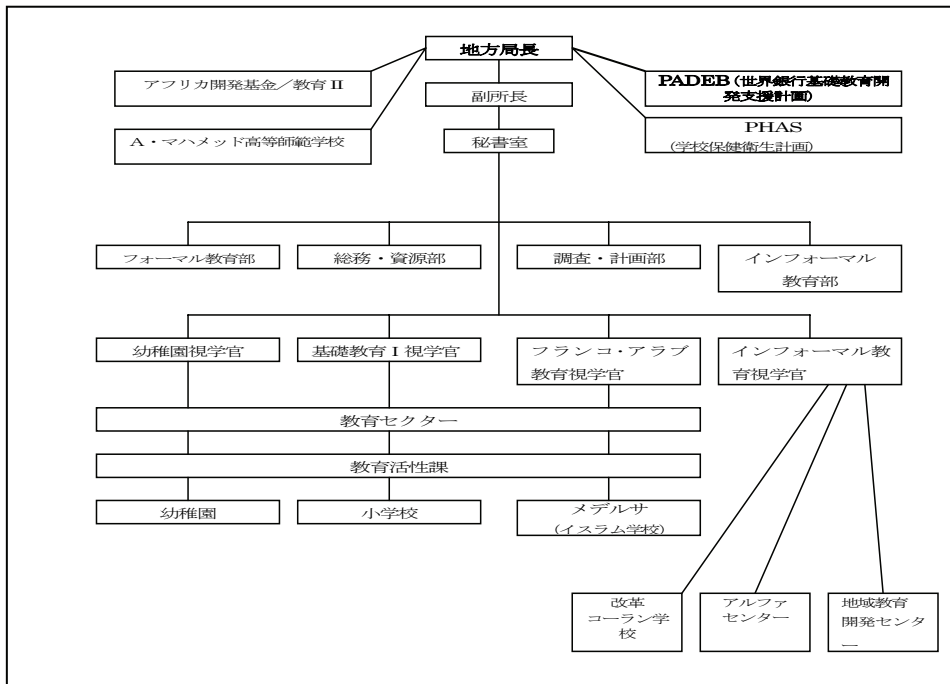 地方局長
アフリカ開発基金／教育Ⅱ
PADEB（世界銀行基礎教育開
発支援計画）
副所長
A・マハメッド高等師範学校
秘書室
PHAS
（学校保健衛生計画）
フォーマル教育部
総務・資源部
調査・計画部
インフォーマル
教育部
幼稚園視学官
基礎教育Ⅰ視学官
フランコ・アラブ
教育視学官
インフォーマル教
育視学官
教育セクター
教育活性課
幼稚園
小学校
メデルサ
（イスラム学校）
改革
コーラン学
校
アルファ
センター
地域教育
開発センタ
ー